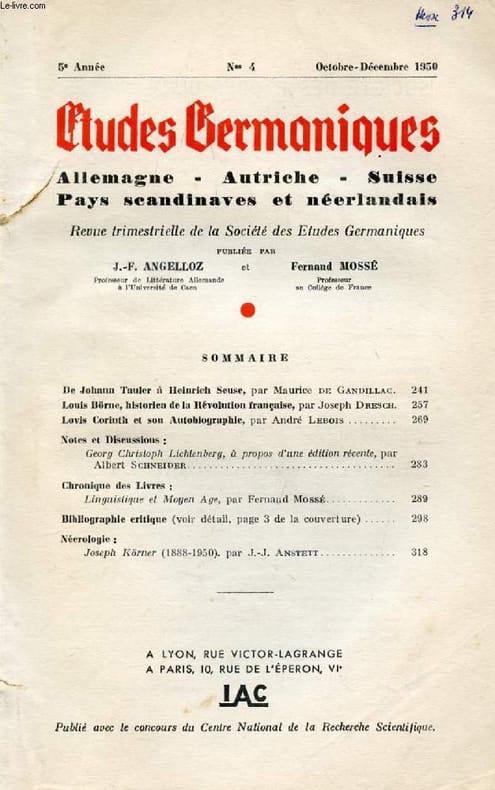 Le-livre.com
314
5e Année Nos 4 Octobre-Décembre 1950
Etudes Germaniques
Allemagne - Autriche - Suisse
Pays scandinaves et néerlandais
Revue trimestrielle de la Société des Etudes Germaniques
PUBLIÉE PAR
J.-F. ANGELLOZ et Fernand MOSSÉ
Professeur de Littérature Allemande Professeur
à l'Université de Caen au Collège de France
SOMMAIRE
De Johann Tauler à Heinrich Seuse, par Maurice DE GANDILLAC. 241
Louis Börne, historien de la Révolution française, par Joseph DRESCH. 257
Lovis Corinth et son Autobiographie, par André LEBOIS ......... 269
Notes et Discussions :
Georg Christoph Lichtenberg, à propos d'une édition récente, par
Albert SCHNEIDER.................................... 283
Chronique des Livres :
Linguistique et Moyen Age, par Fernand MOSSÉ.............. 289
Bibliographie critique (voir détail, page 3 de la couverture) ...... 298
Nécrologie :
Joseph Körner (1888-1950). par J.-J. ANSTETT............... 318
A LYON, RUE VICTOR-LAGRANGE
A PARIS, 10, RUE DE L'ÉPERON, VIe
IAC
Publié avec le concours du Centre National de la Recherche Scientifique.